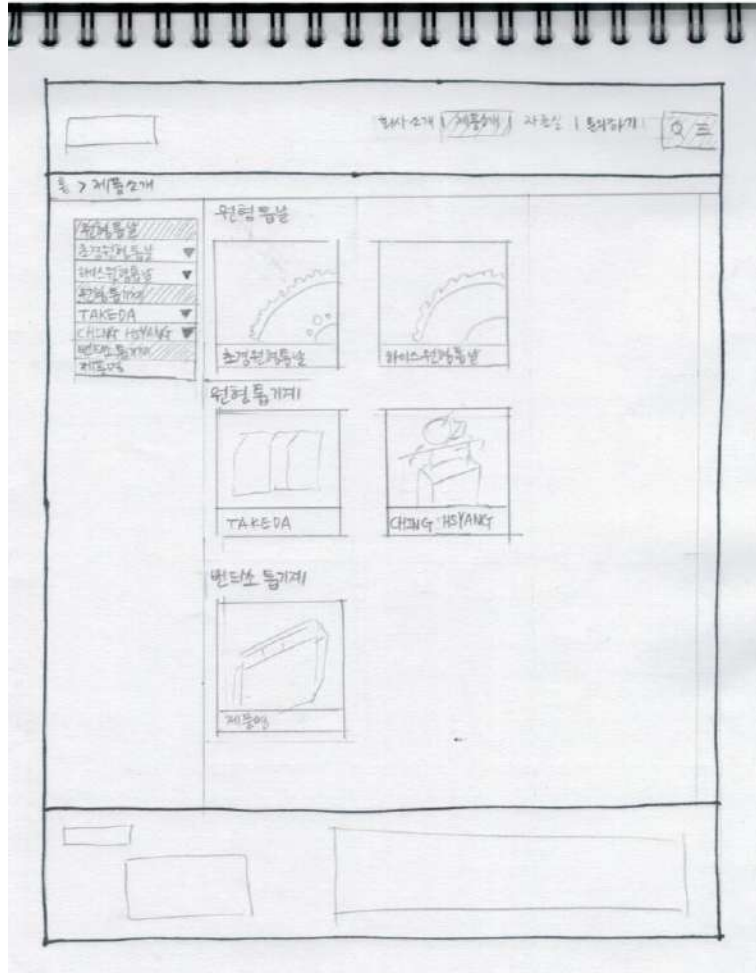 회사소개 | 제품소개 | 자료실 | 문의하기
홈 > 제품소개
원형톱날
초경원형톱날 ▼
하이스원형톱날 ▼
원형톱기계
TAKEDA ▼
CHING HSYANG ▼
밴드쏘 톱기계
제품명
원형톱날
초경원형톱날
하이스원형톱날
원형톱기계
TAKEDA
CHING HSYANG
밴드쏘 톱기계
제품명